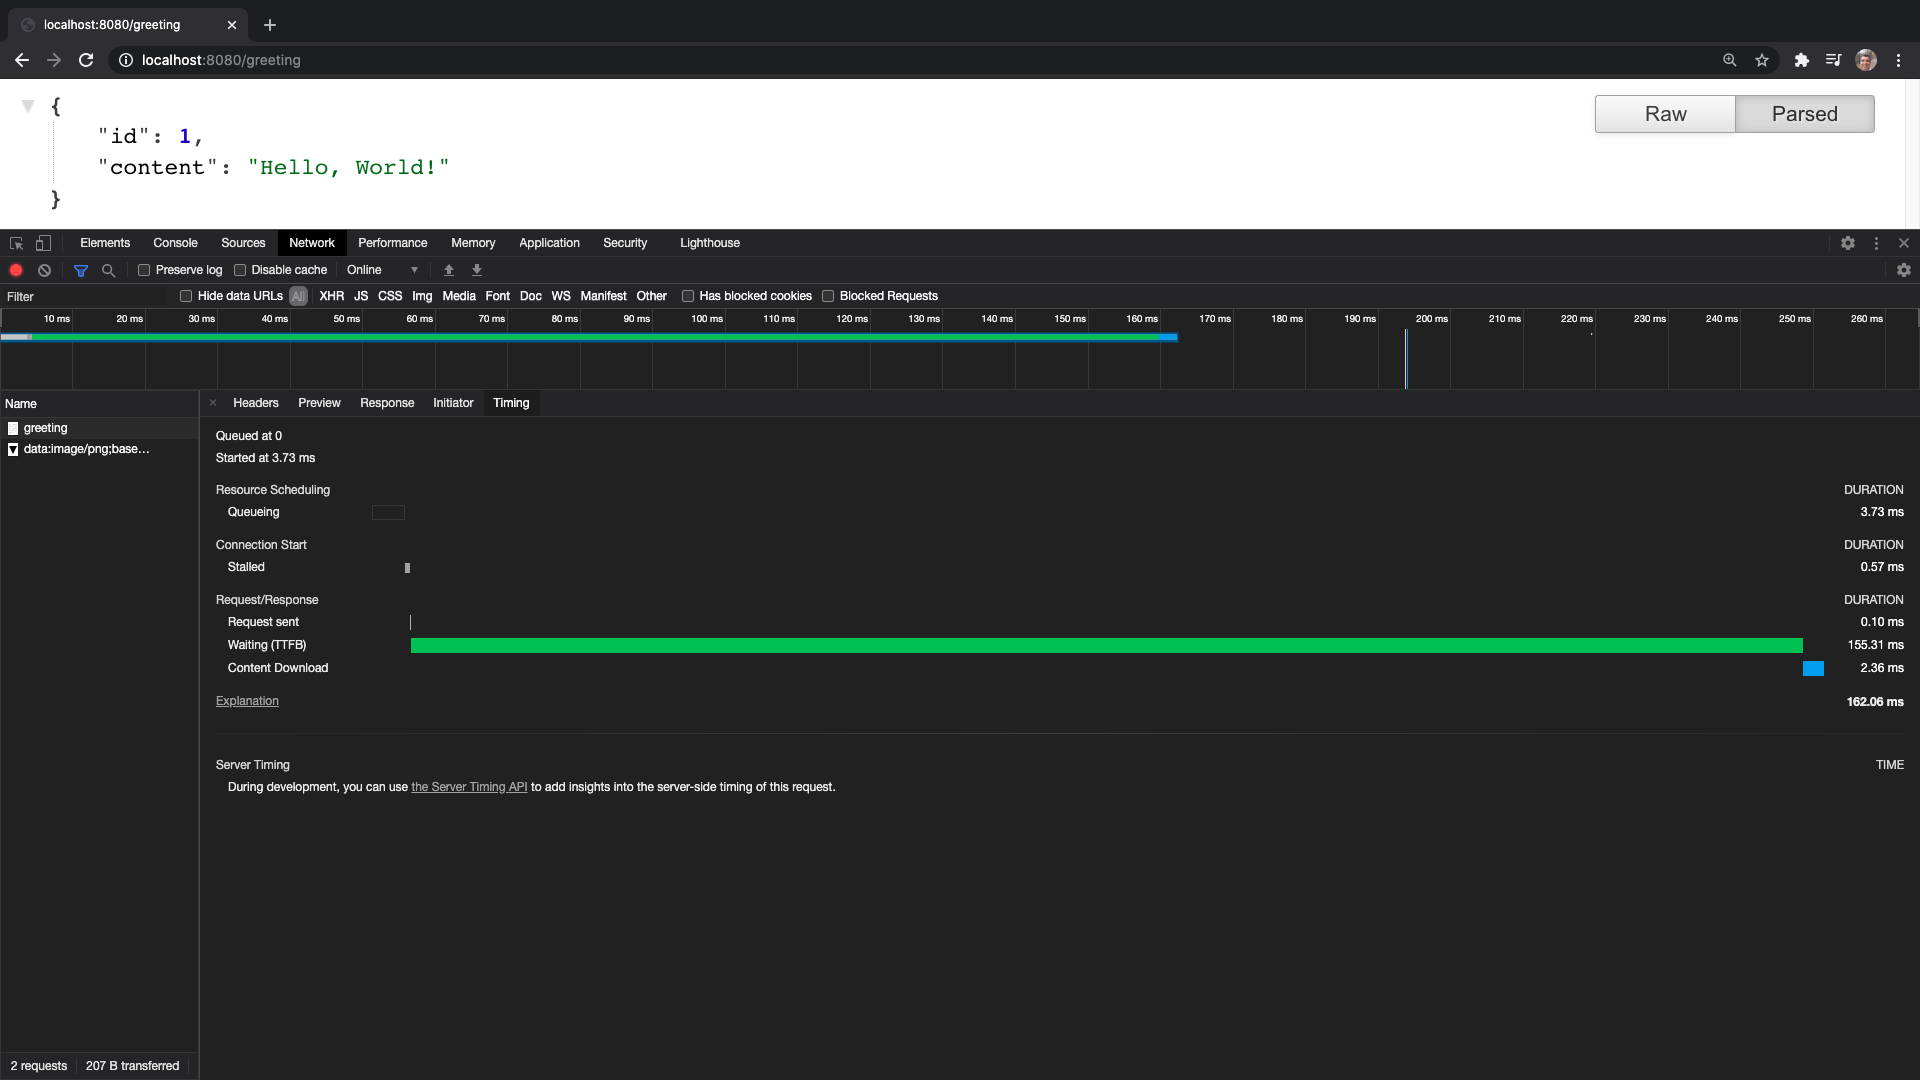 localhost:8080/greeting
localhost:8080/greeting
{
"id": 1,
"content": "Hello, World!"
}
Raw Parsed
Elements Console Sources Network Performance Memory Application Security Lighthouse
Preserve log Disable cache Online
Filter Hide data URLs All XHR JS CSS Img Media Font Doc WS Manifest Other Has blocked cookies Blocked Requests
10 ms 20 ms 30 ms 40 ms 50 ms 60 ms 70 ms 80 ms 90 ms 100 ms 110 ms 120 ms 130 ms 140 ms 150 ms 160 ms 170 ms 180 ms 190 ms 200 ms 210 ms 220 ms 230 ms 240 ms 250 ms 260 ms
Name
greeting
data:image/png;base…
Headers Preview Response Initiator Timing
Queued at 0
Started at 3.73 ms
Resource Scheduling DURATION
Queueing 3.73 ms
Connection Start DURATION
Stalled 0.57 ms
Request/Response DURATION
Request sent 0.10 ms
Waiting (TTFB) 155.31 ms
Content Download 2.36 ms
Explanation 162.06 ms
Server Timing TIME
During development, you can use the Server Timing API to add insights into the server-side timing of this request.
2 requests 207 B transferred